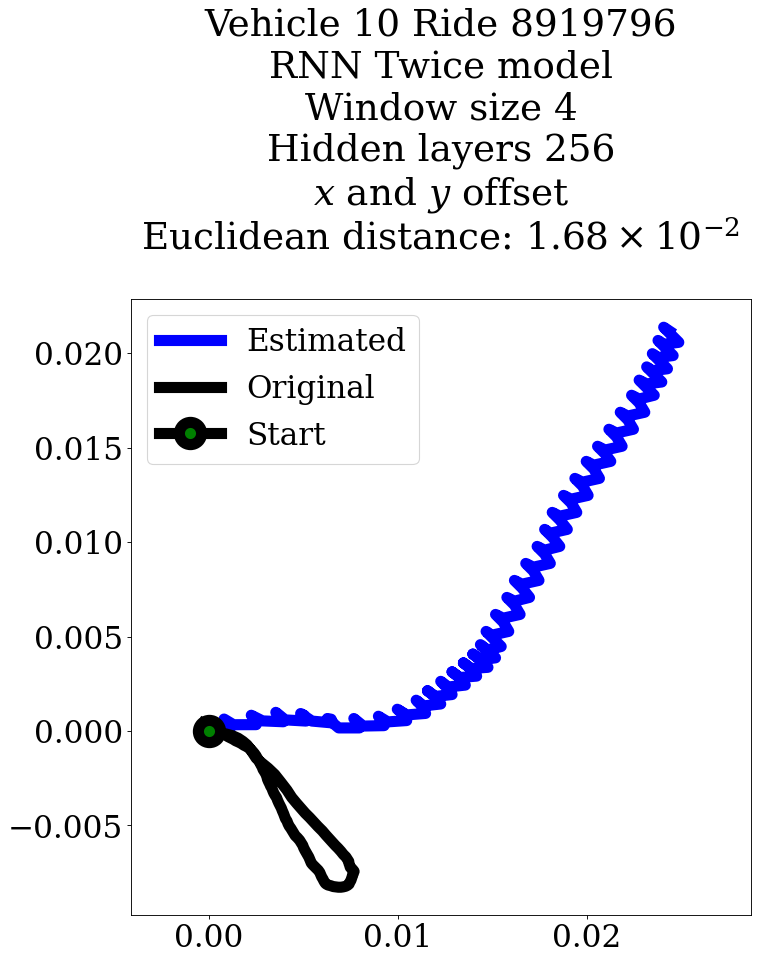 Vehicle 10 Ride 8919796
RNN Twice model
Window size 4
Hidden layers 256
x and y offset
Euclidean distance: 1.68 × 10⁻²
Estimated
Original
Start
0.020
0.015
0.010
0.005
0.000
−0.005
0.00 0.01 0.02